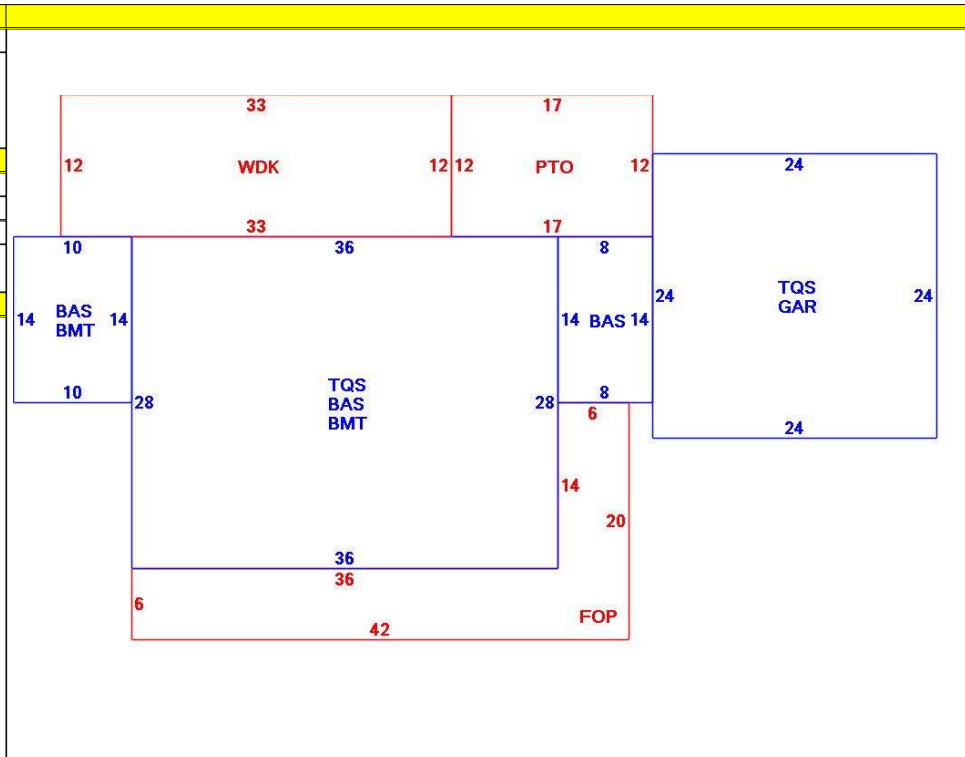 33
17
12 WDK 12 12 PTO 12
24
33
17
10
36
8
14 BAS 14
BMT
14 BAS 14
24 TQS 24
GAR
10
28 TQS 28
BAS
BMT
8
6
24
14
20
36
36
6
FOP
42